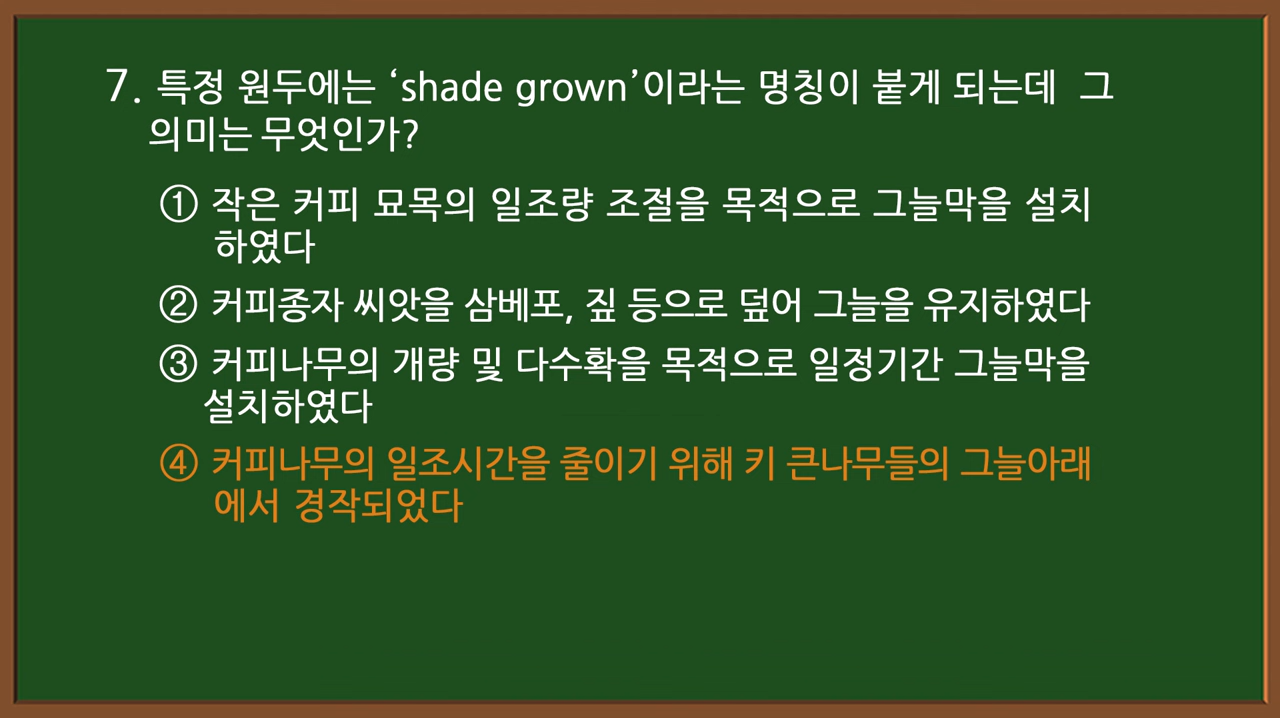 7. 특정 원두에는 ‘shade grown’이라는 명칭이 붙게 되는데 그
의미는 무엇인가?
① 작은 커피 묘목의 일조량 조절을 목적으로 그늘막을 설치
하였다
② 커피종자 씨앗을 삼베포, 짚 등으로 덮어 그늘을 유지하였다
③ 커피나무의 개량 및 다수확을 목적으로 일정기간 그늘막을
설치하였다
④ 커피나무의 일조시간을 줄이기 위해 키 큰나무들의 그늘아래
에서 경작되었다